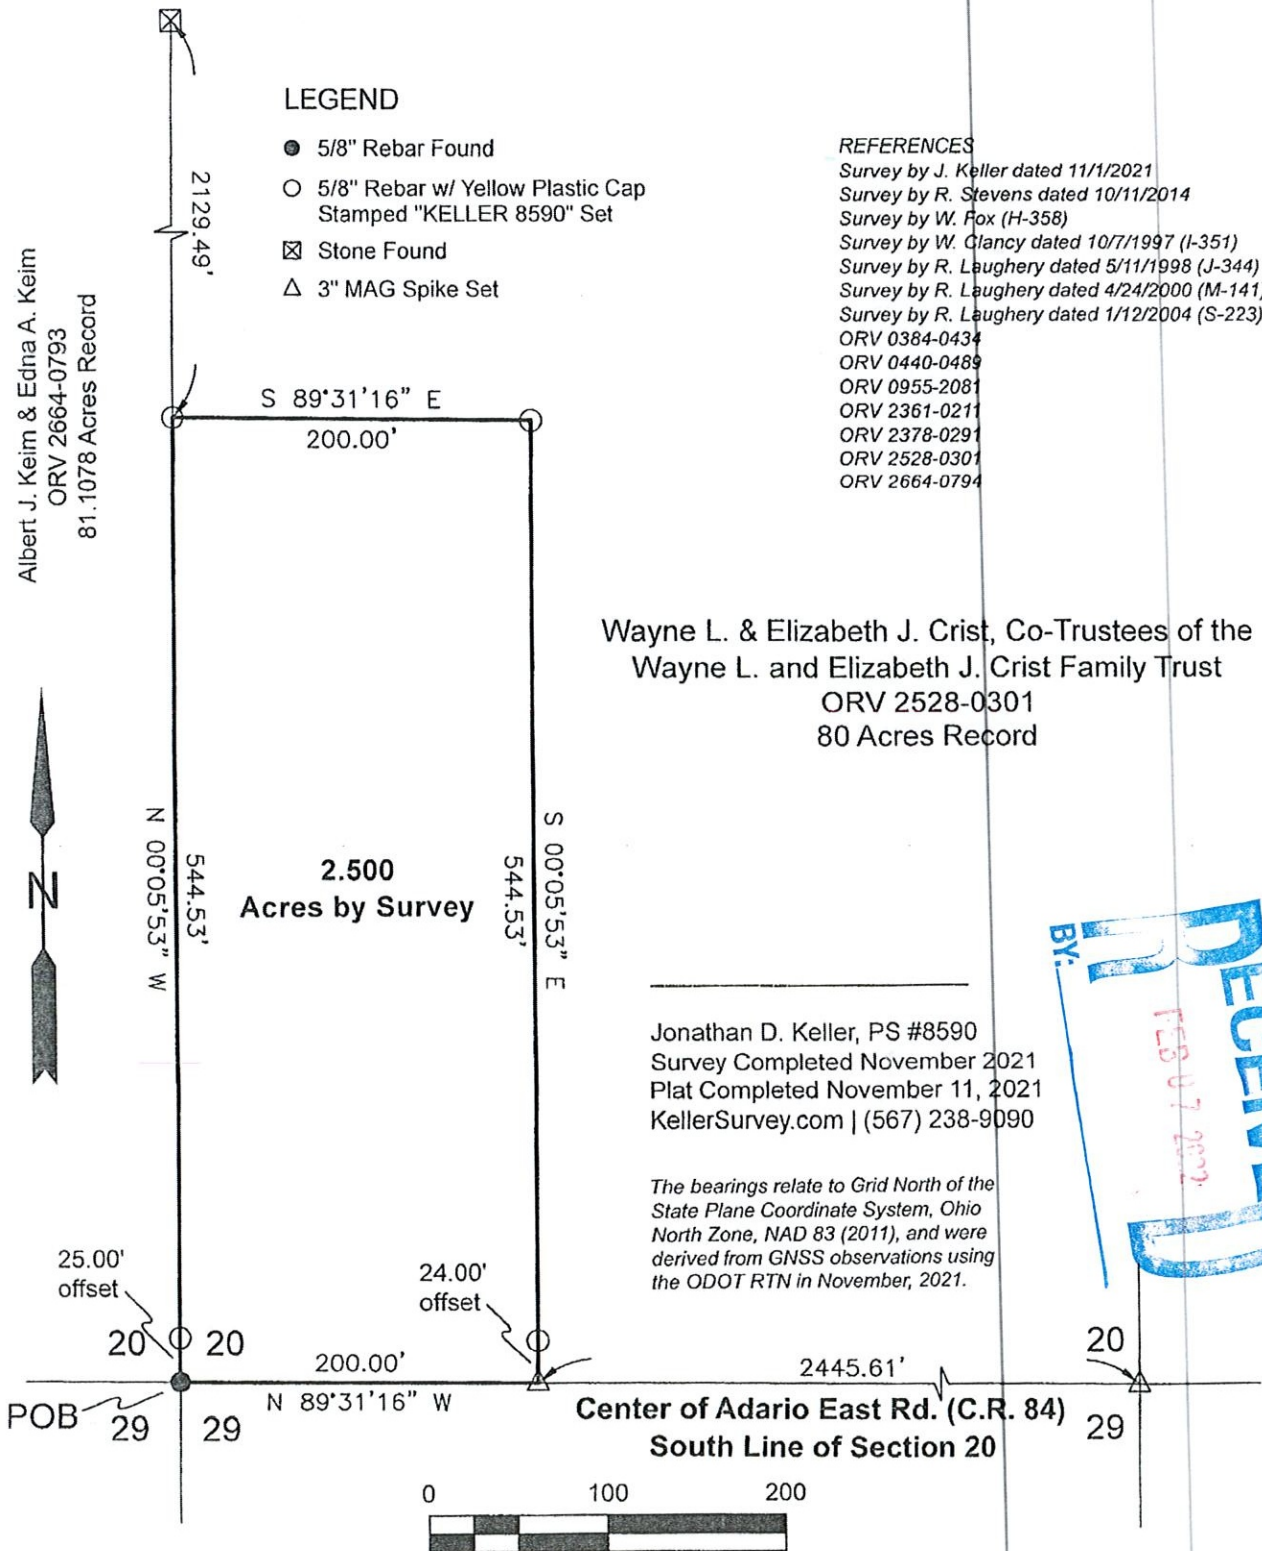 LEGEND
5/8" Rebar Found
5/8" Rebar w/ Yellow Plastic Cap
Stamped "KELLER 8590" Set
Stone Found
3" MAG Spike Set
REFERENCES
Survey by J. Keller dated 11/1/2021
Survey by R. Stevens dated 10/11/2014
Survey by W. Fox (H-358)
Survey by W. Clancy dated 10/7/1997 (I-351)
Survey by R. Laughery dated 5/11/1998 (J-344)
Survey by R. Laughery dated 4/24/2000 (M-141)
Survey by R. Laughery dated 1/12/2004 (S-223)
ORV 0384-0434
ORV 0440-0489
ORV 0955-2081
ORV 2361-0211
ORV 2378-0291
ORV 2528-0301
ORV 2664-0794
2129.49'
Albert J. Keim & Edna A. Keim
ORV 2664-0793
81.1078 Acres Record
S 89°31'16" E
200.00'
Wayne L. & Elizabeth J. Crist, Co-Trustees of the
Wayne L. and Elizabeth J. Crist Family Trust
ORV 2528-0301
80 Acres Record
N
N 00°05'53" W
544.53'
2.500
Acres by Survey
544.53'
S 00°05'53" E
RECEIVED
FEB 07 2022
BY:
Jonathan D. Keller, PS #8590
Survey Completed November 2021
Plat Completed November 11, 2021
KellerSurvey.com | (567) 238-9090
The bearings relate to Grid North of the
State Plane Coordinate System, Ohio
North Zone, NAD 83 (2011), and were
derived from GNSS observations using
the ODOT RTN in November, 2021.
25.00'
offset
24.00'
offset
20 20
20
200.00'
2445.61'
POB
29 29
N 89°31'16" W
29
Center of Adario East Rd. (C.R. 84)
South Line of Section 20
0 100 200